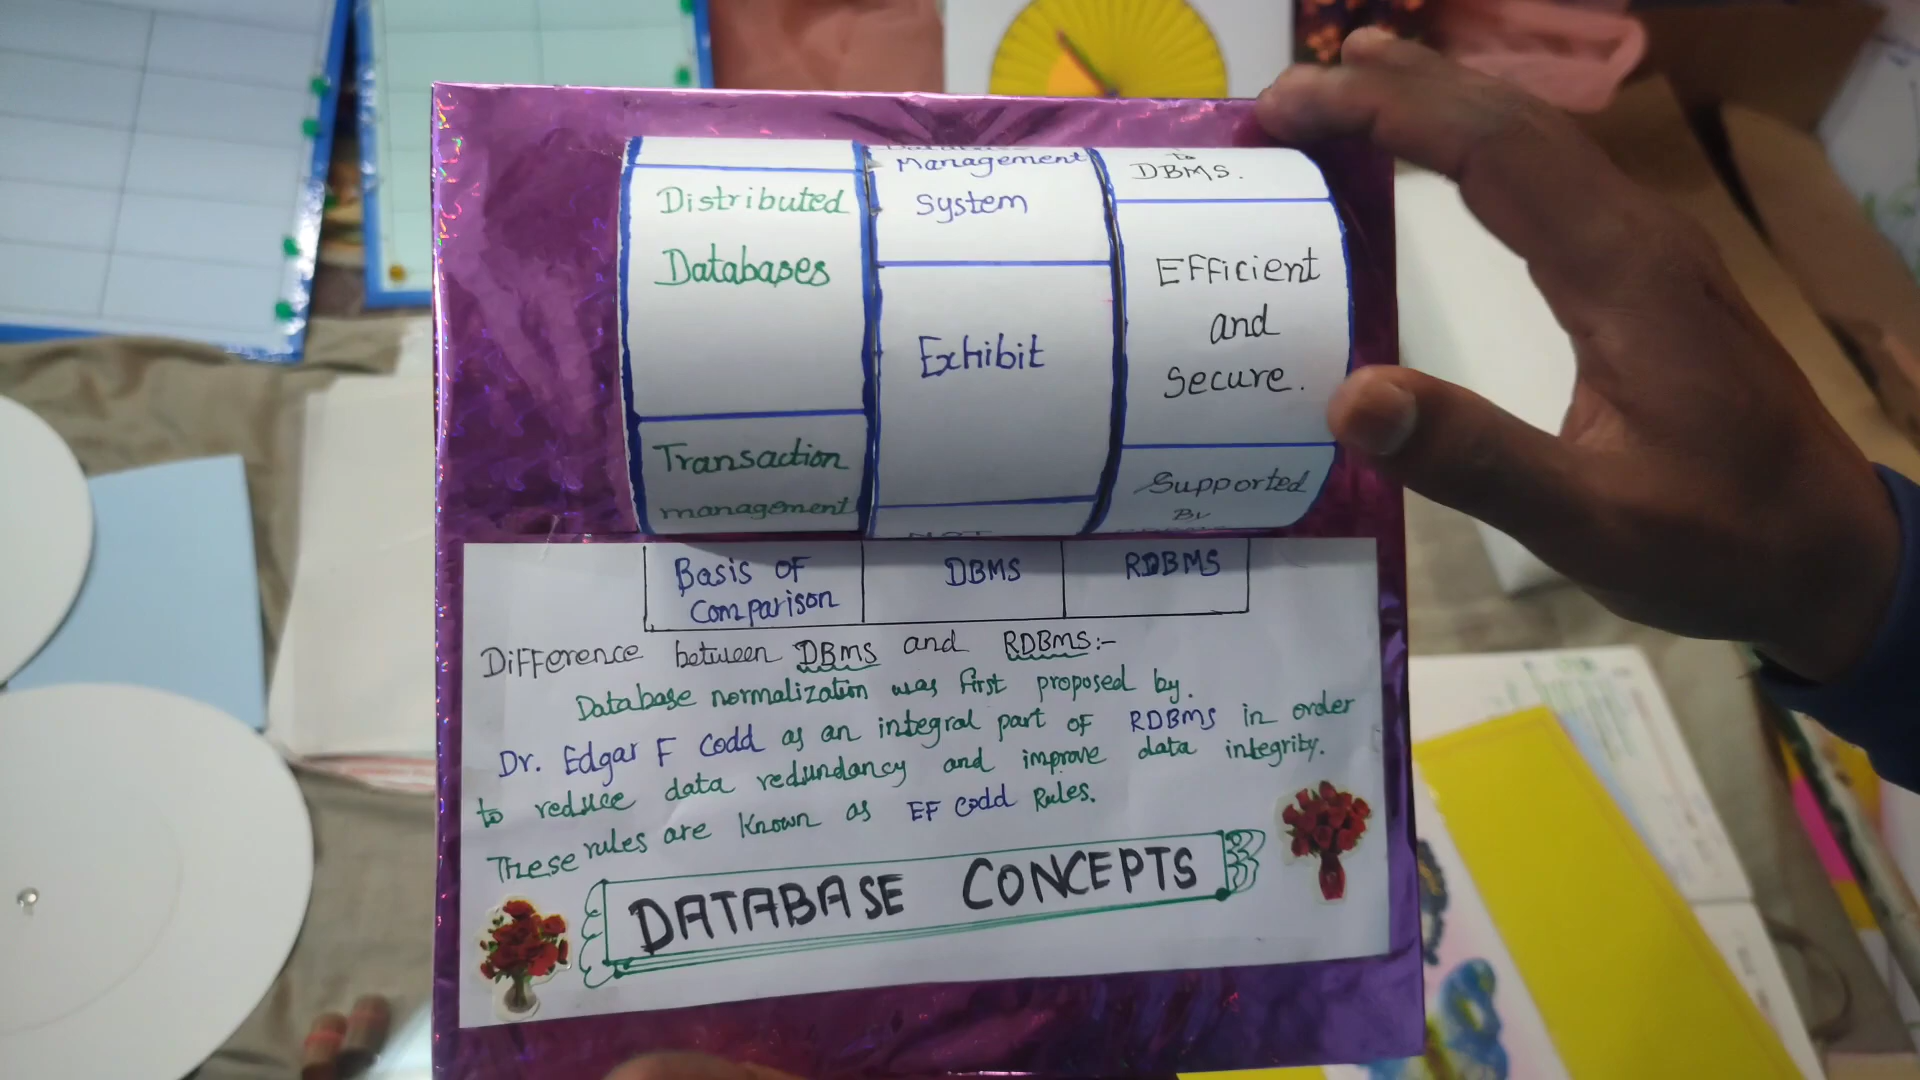 Distributed
Databases
Transaction
management
Management
System
Exhibit
to
DBMS.
Efficient
and
Secure.
Supported
By
Basis of
Comparison
DBMS
RDBMS
Difference between DBMS and RDBMS:-
Database normalization was first proposed by.
Dr. Edgar F Codd as an integral part of RDBMS in order
to reduce data redundancy and improve data integrity.
These rules are known as EF Codd Rules.
DATABASE CONCEPTS